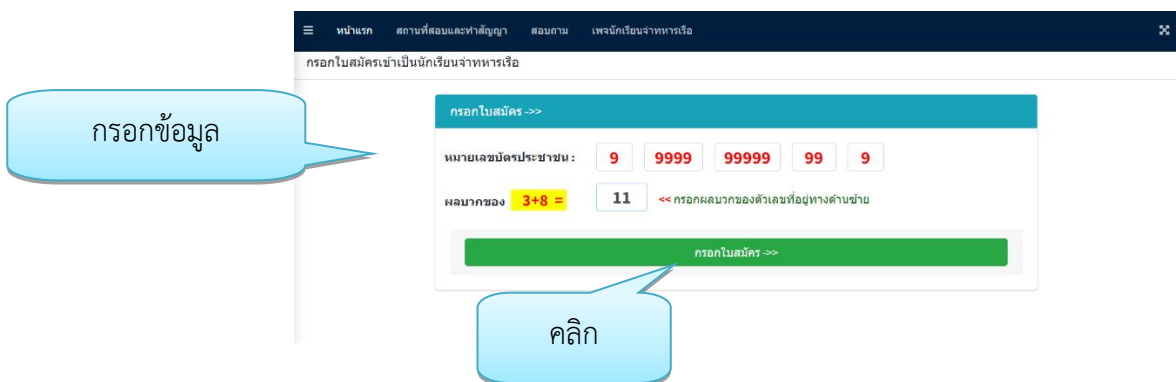 หน้าแรก สถานที่สอบและทำสัญญา สอบถาม เพจนักเรียนจ่าทหารเรือ
กรอกใบสมัครเข้าเป็นนักเรียนจ่าทหารเรือ
กรอกข้อมูล
กรอกใบสมัคร ->>
หมายเลขบัตรประชาชน : 9 9999 99999 99 9
ผลบวกของ 3+8 = 11 << กรอกผลบวกของตัวเลขที่อยู่ทางด้านซ้าย
กรอกใบสมัคร ->>
คลิก